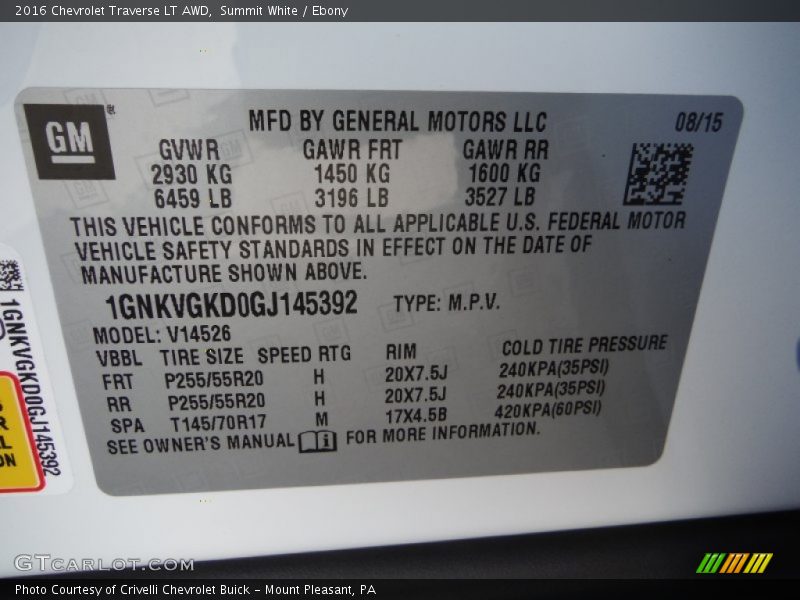 2016 Chevrolet Traverse LT AWD, Summit White / Ebony
GM
MFD BY GENERAL MOTORS LLC 08/15
GVWR GAWR FRT GAWR RR
2930 KG 1450 KG 1600 KG
6459 LB 3196 LB 3527 LB
THIS VEHICLE CONFORMS TO ALL APPLICABLE U.S. FEDERAL MOTOR
VEHICLE SAFETY STANDARDS IN EFFECT ON THE DATE OF
MANUFACTURE SHOWN ABOVE.
1GNKVGKD0GJ145392 TYPE: M.P.V.
MODEL: V14526
VBBL TIRE SIZE SPEED RTG RIM COLD TIRE PRESSURE
FRT P255/55R20 H 20X7.5J 240KPA(35PSI)
RR P255/55R20 H 20X7.5J 240KPA(35PSI)
SPA T145/70R17 M 17X4.5B 420KPA(60PSI)
SEE OWNER'S MANUAL FOR MORE INFORMATION.
1GNKVGKD0GJ145392
GTCARLOT.COM
Photo Courtesy of Crivelli Chevrolet Buick - Mount Pleasant, PA